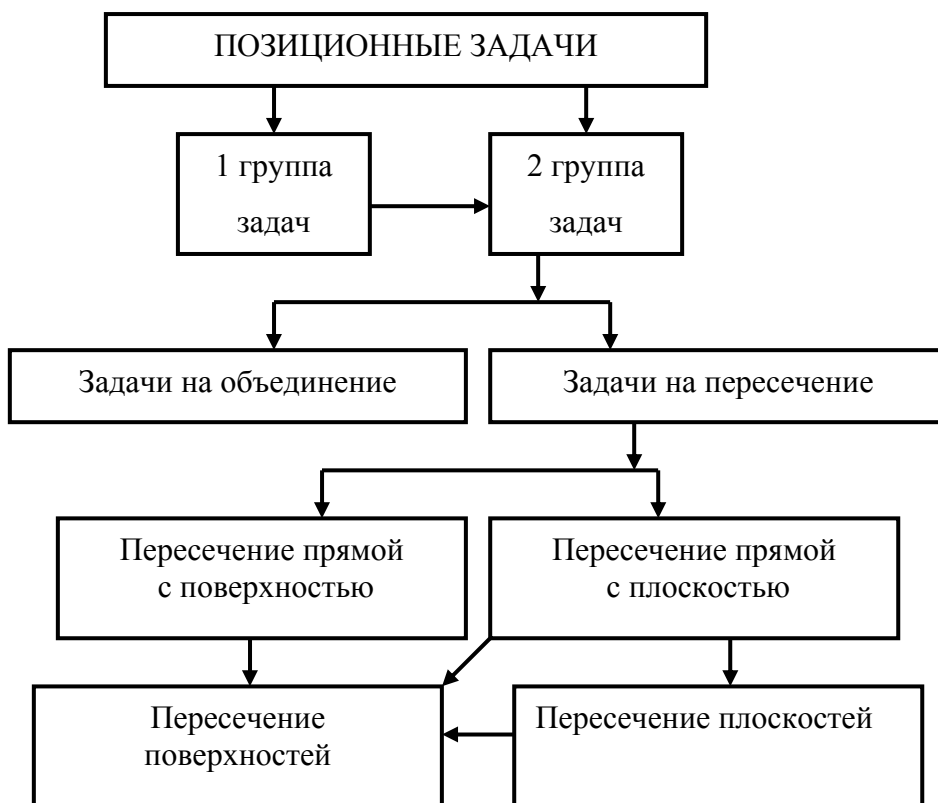 ПОЗИЦИОННЫЕ ЗАДАЧИ
1 группа
задач
2 группа
задач
Задачи на объединение
Задачи на пересечение
Пересечение прямой
с поверхностью
Пересечение прямой
с плоскостью
Пересечение
поверхностей
Пересечение плоскостей